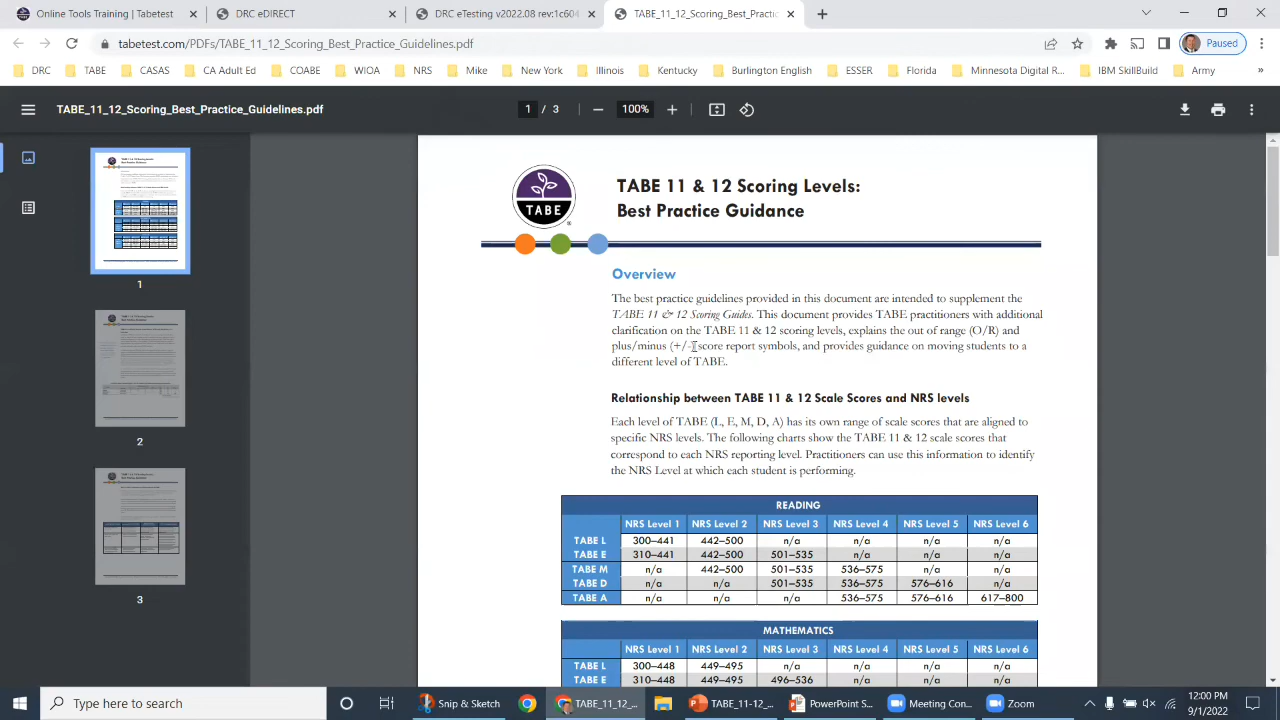 Online Tools Training | Tabetest
DRC eDIRECT
DRC eTesting v2022.08 rev:1c604
TABE_11_12_Scoring_Best_Practic
tabetest.com/PDFs/TABE_11_12_Scoring_Best_Practice_Guidelines.pdf
Paused
DRC
TABE
CASAS
CA Adult Ed
COABE
WIOA
NRS
Mike
New York
Illinois
Kentucky
Burlington English
ESSER
Florida
Minnesota Digital R...
IBM SkillBuild
Army
»
TABE_11_12_Scoring_Best_Practice_Guidelines.pdf
1 / 3
100%
1
2
3
TABE
TABE 11 & 12 Scoring Levels:
Best Practice Guidance
Overview
The best practice guidelines provided in this document are intended to supplement the
TABE 11 & 12 Scoring Guides. This document provides TABE practitioners with additional
clarification on the TABE 11 & 12 scoring levels, explains the out of range (O/R) and
plus/minus (+/-) score report symbols, and provides guidance on moving students to a
different level of TABE.
Relationship between TABE 11 & 12 Scale Scores and NRS levels
Each level of TABE (L, E, M, D, A) has its own range of scale scores that are aligned to
specific NRS levels. The following charts show the TABE 11 & 12 scale scores that
correspond to each NRS reporting level. Practitioners can use this information to identify
the NRS Level at which each student is performing.
READING
NRS Level 1 NRS Level 2 NRS Level 3 NRS Level 4 NRS Level 5 NRS Level 6
TABE L 300–441 442–500 n/a n/a n/a n/a
TABE E 310–441 442–500 501–535 n/a n/a n/a
TABE M n/a 442–500 501–535 536–575 n/a n/a
TABE D n/a n/a 501–535 536–575 576–616 n/a
TABE A n/a n/a n/a 536–575 576–616 617–800
MATHEMATICS
NRS Level 1 NRS Level 2 NRS Level 3 NRS Level 4 NRS Level 5 NRS Level 6
TABE L 300–448 449–495 n/a n/a n/a n/a
TABE E 310–448 449–495 496–536 n/a n/a n/a
Type here to search
Snip & Sketch
TABE_11_12_...
TABE_11-12_...
PowerPoint S...
Meeting Con...
Zoom
12:00 PM
9/1/2022